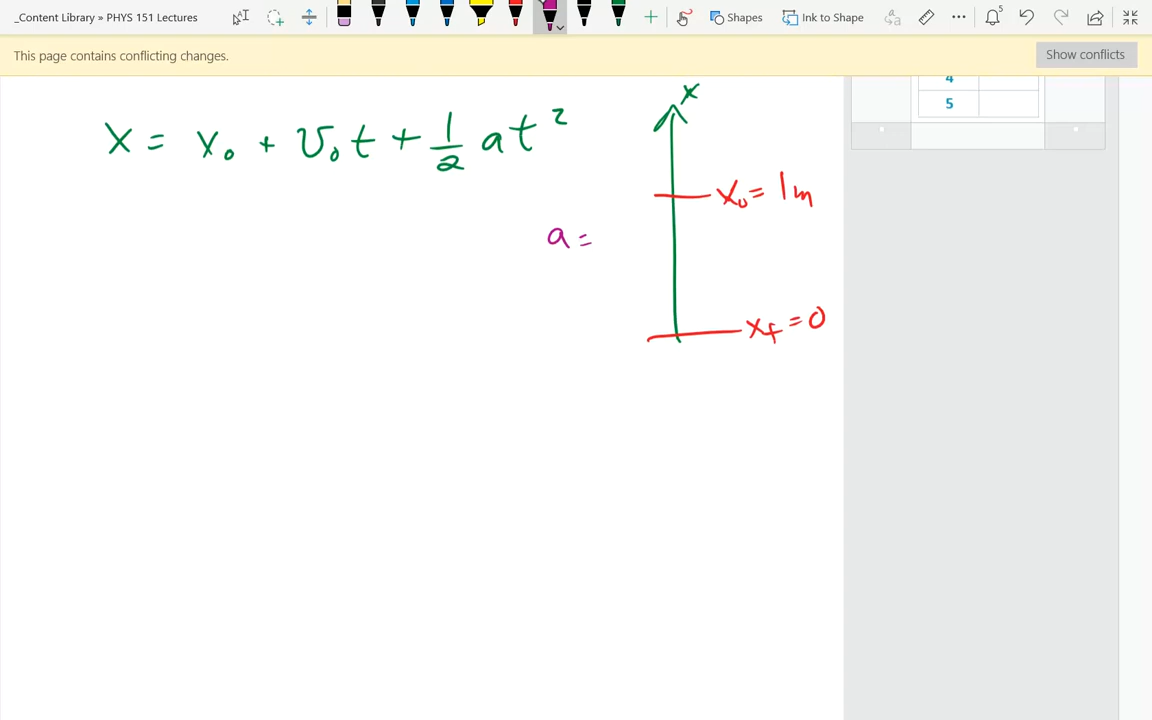 _Content Library » PHYS 151 Lectures
Shapes
Ink to Shape
5
This page contains conflicting changes.
Show conflicts
4
5
x = x₀ + v₀t + 1/2 at²
x
x₀ = 1m
a =
x_f = 0